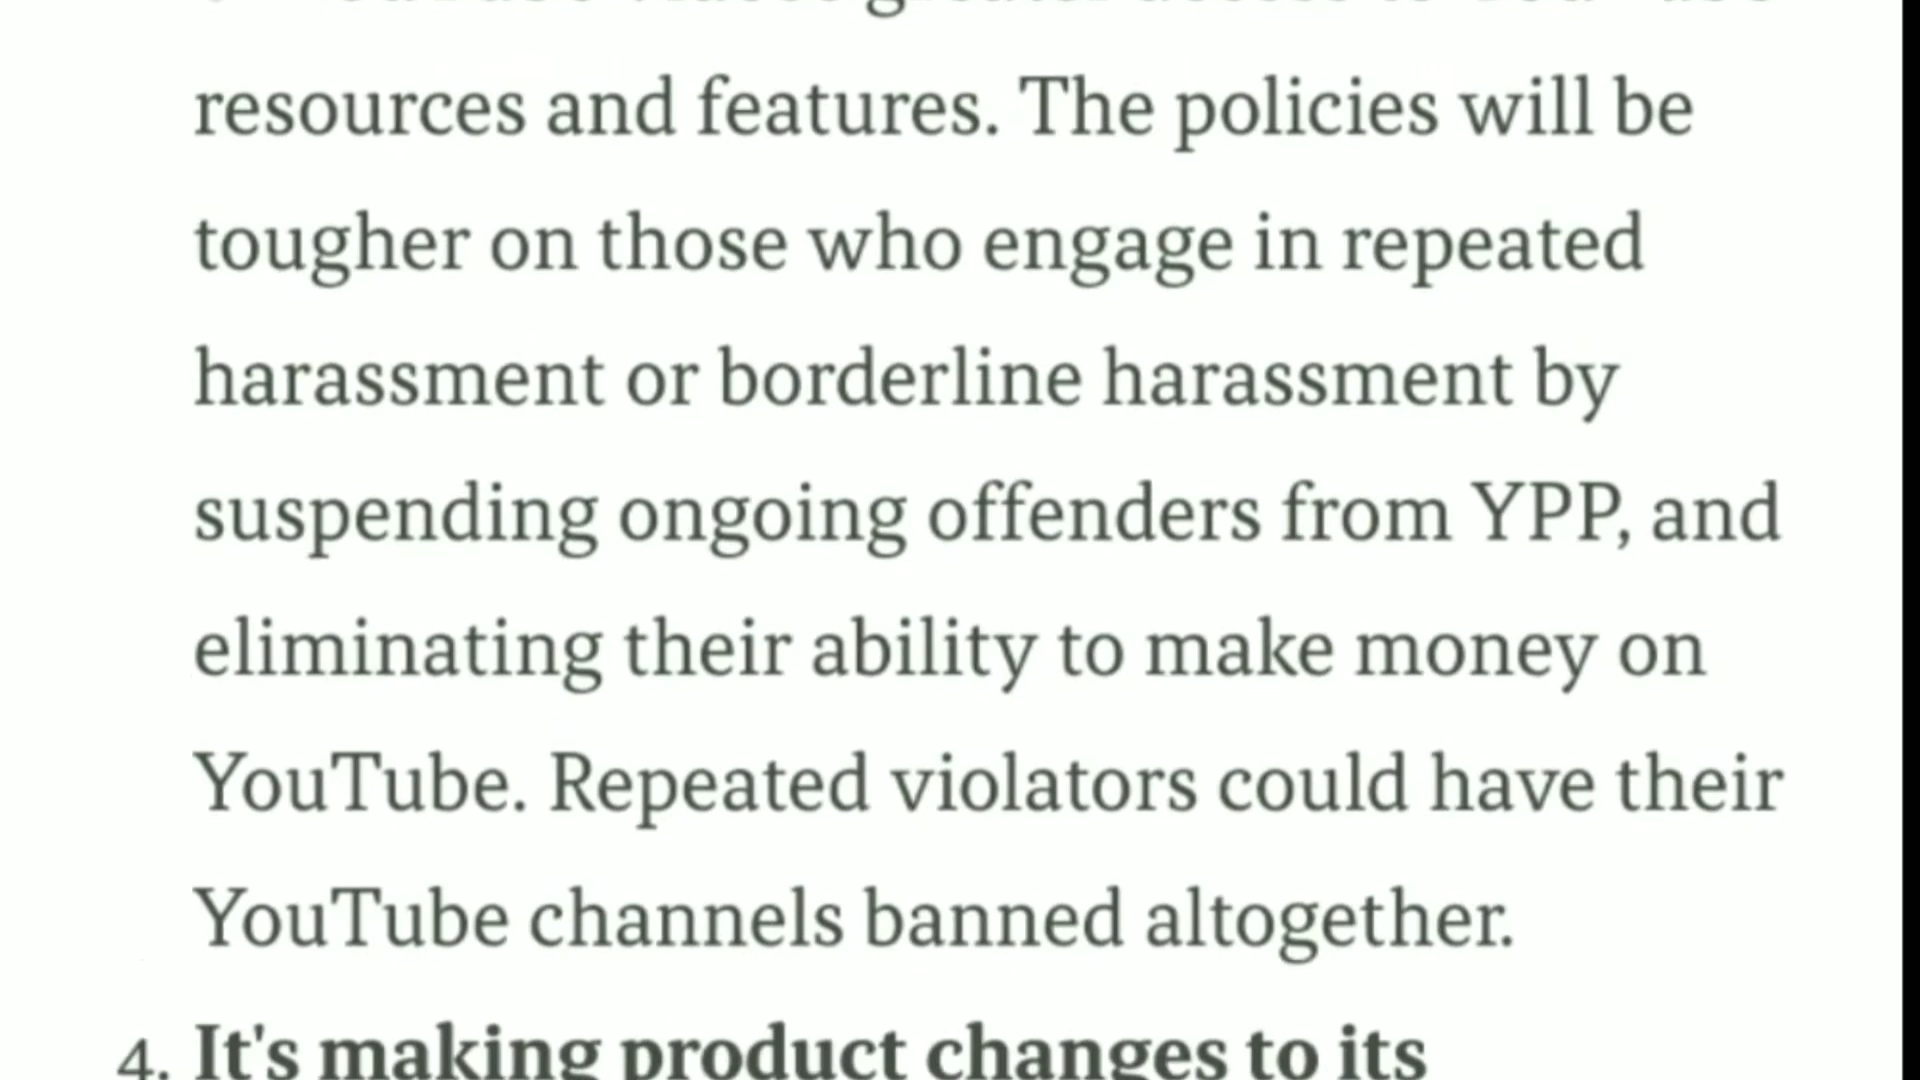 resources and features. The policies will be
tougher on those who engage in repeated
harassment or borderline harassment by
suspending ongoing offenders from YPP, and
eliminating their ability to make money on
YouTube. Repeated violators could have their
YouTube channels banned altogether.
4. It's making product changes to its